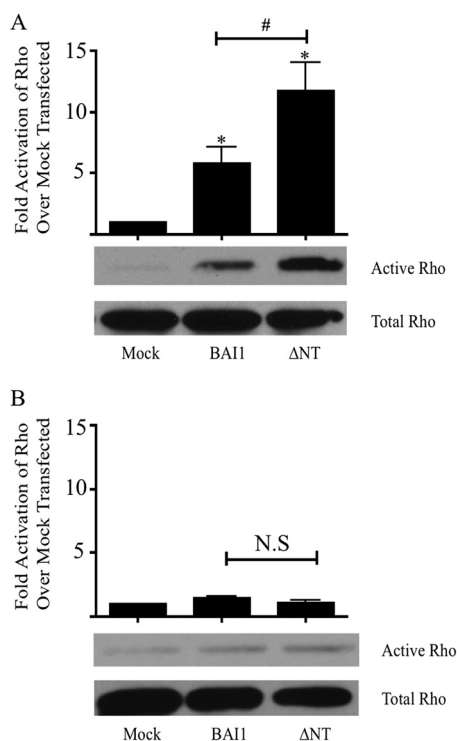 A
Fold Activation of Rho
Over Mock Transfected
15
10
5
#
*
*
Active Rho
Total Rho
Mock BAI1 ΔNT
B
Fold Activation of Rho
Over Mock Transfected
15
10
5
N.S
Active Rho
Total Rho
Mock BAI1 ΔNT